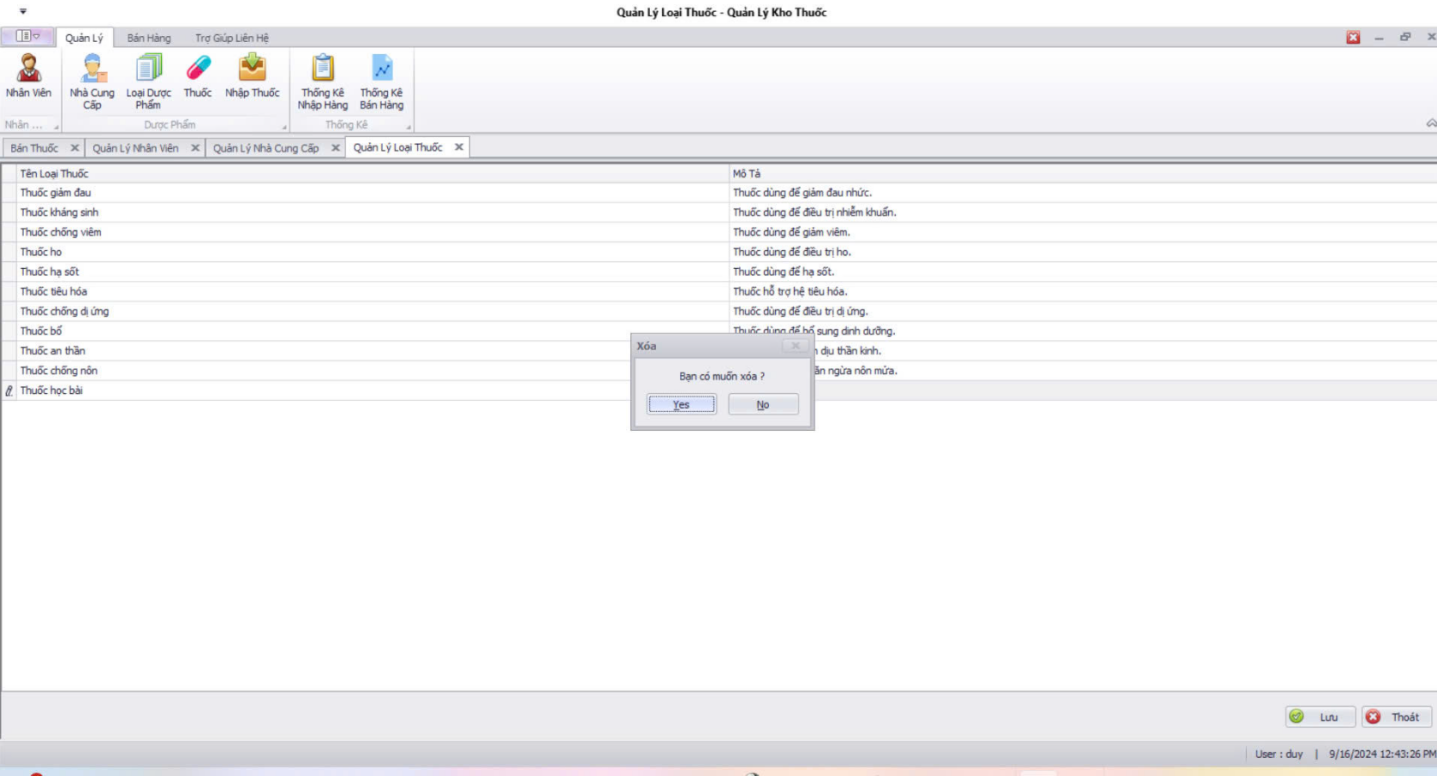 Quản Lý Loại Thuốc - Quản Lý Kho Thuốc
Quản Lý Bán Hàng Trợ Giúp Liên Hệ
Nhân Viên
Nhà Cung Cấp
Loại Dược Phẩm
Thuốc
Nhập Thuốc
Thống Kê Nhập Hàng
Thống Kê Bán Hàng
Nhân ... Dược Phẩm Thống Kê
Bán Thuốc Quản Lý Nhân Viên Quản Lý Nhà Cung Cấp Quản Lý Loại Thuốc
Tên Loại Thuốc Mô Tả
Thuốc giảm đau Thuốc dùng để giảm đau nhức.
Thuốc kháng sinh Thuốc dùng để điều trị nhiễm khuẩn.
Thuốc chống viêm Thuốc dùng để giảm viêm.
Thuốc ho Thuốc dùng để điều trị ho.
Thuốc hạ sốt Thuốc dùng để hạ sốt.
Thuốc tiêu hóa Thuốc hỗ trợ hệ tiêu hóa.
Thuốc chống dị ứng Thuốc dùng để điều trị dị ứng.
Thuốc bổ Thuốc dùng để bổ sung dinh dưỡng.
Thuốc an thần dịu thần kinh.
Thuốc chống nôn ngừa nôn mửa.
Thuốc học bài
Xóa
Bạn có muốn xóa ?
Yes No
Lưu Thoát
User : duy | 9/16/2024 12:43:26 PM